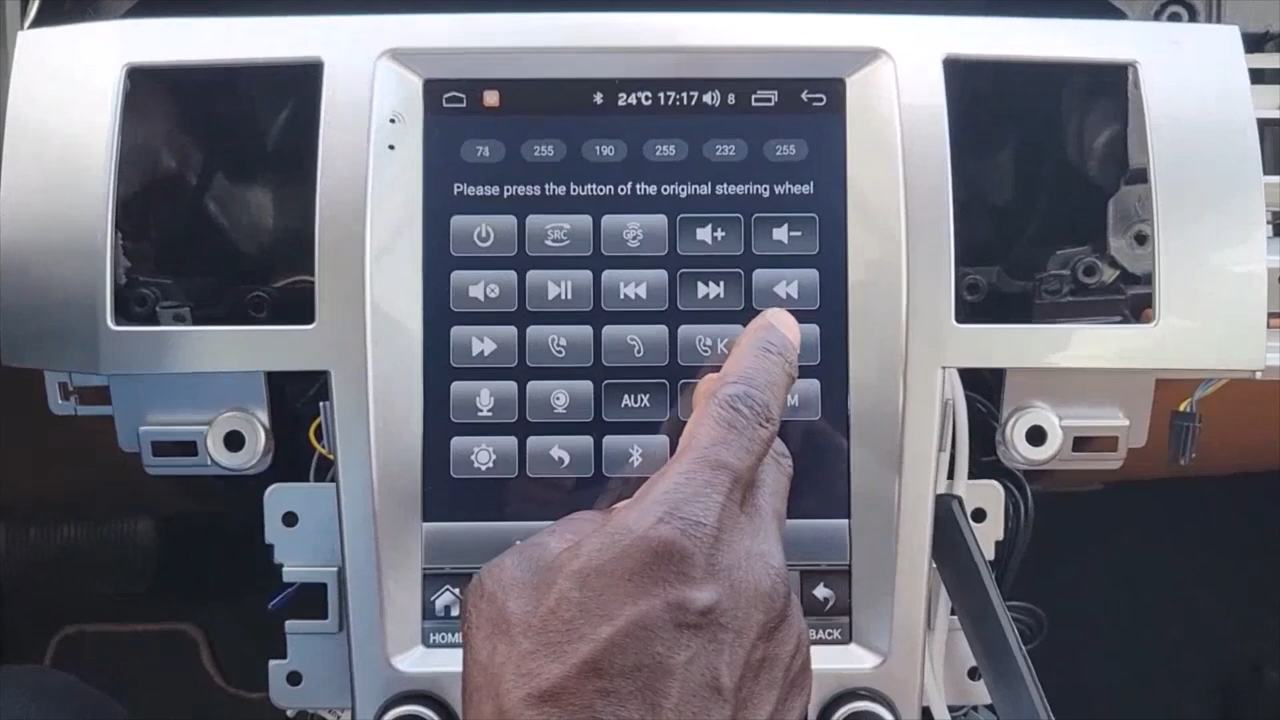 24℃ 17:17 8
255 190 255 232 255
Please press the button of the original steering wheel
SRC GPS
K
AUX M
HOME BACK